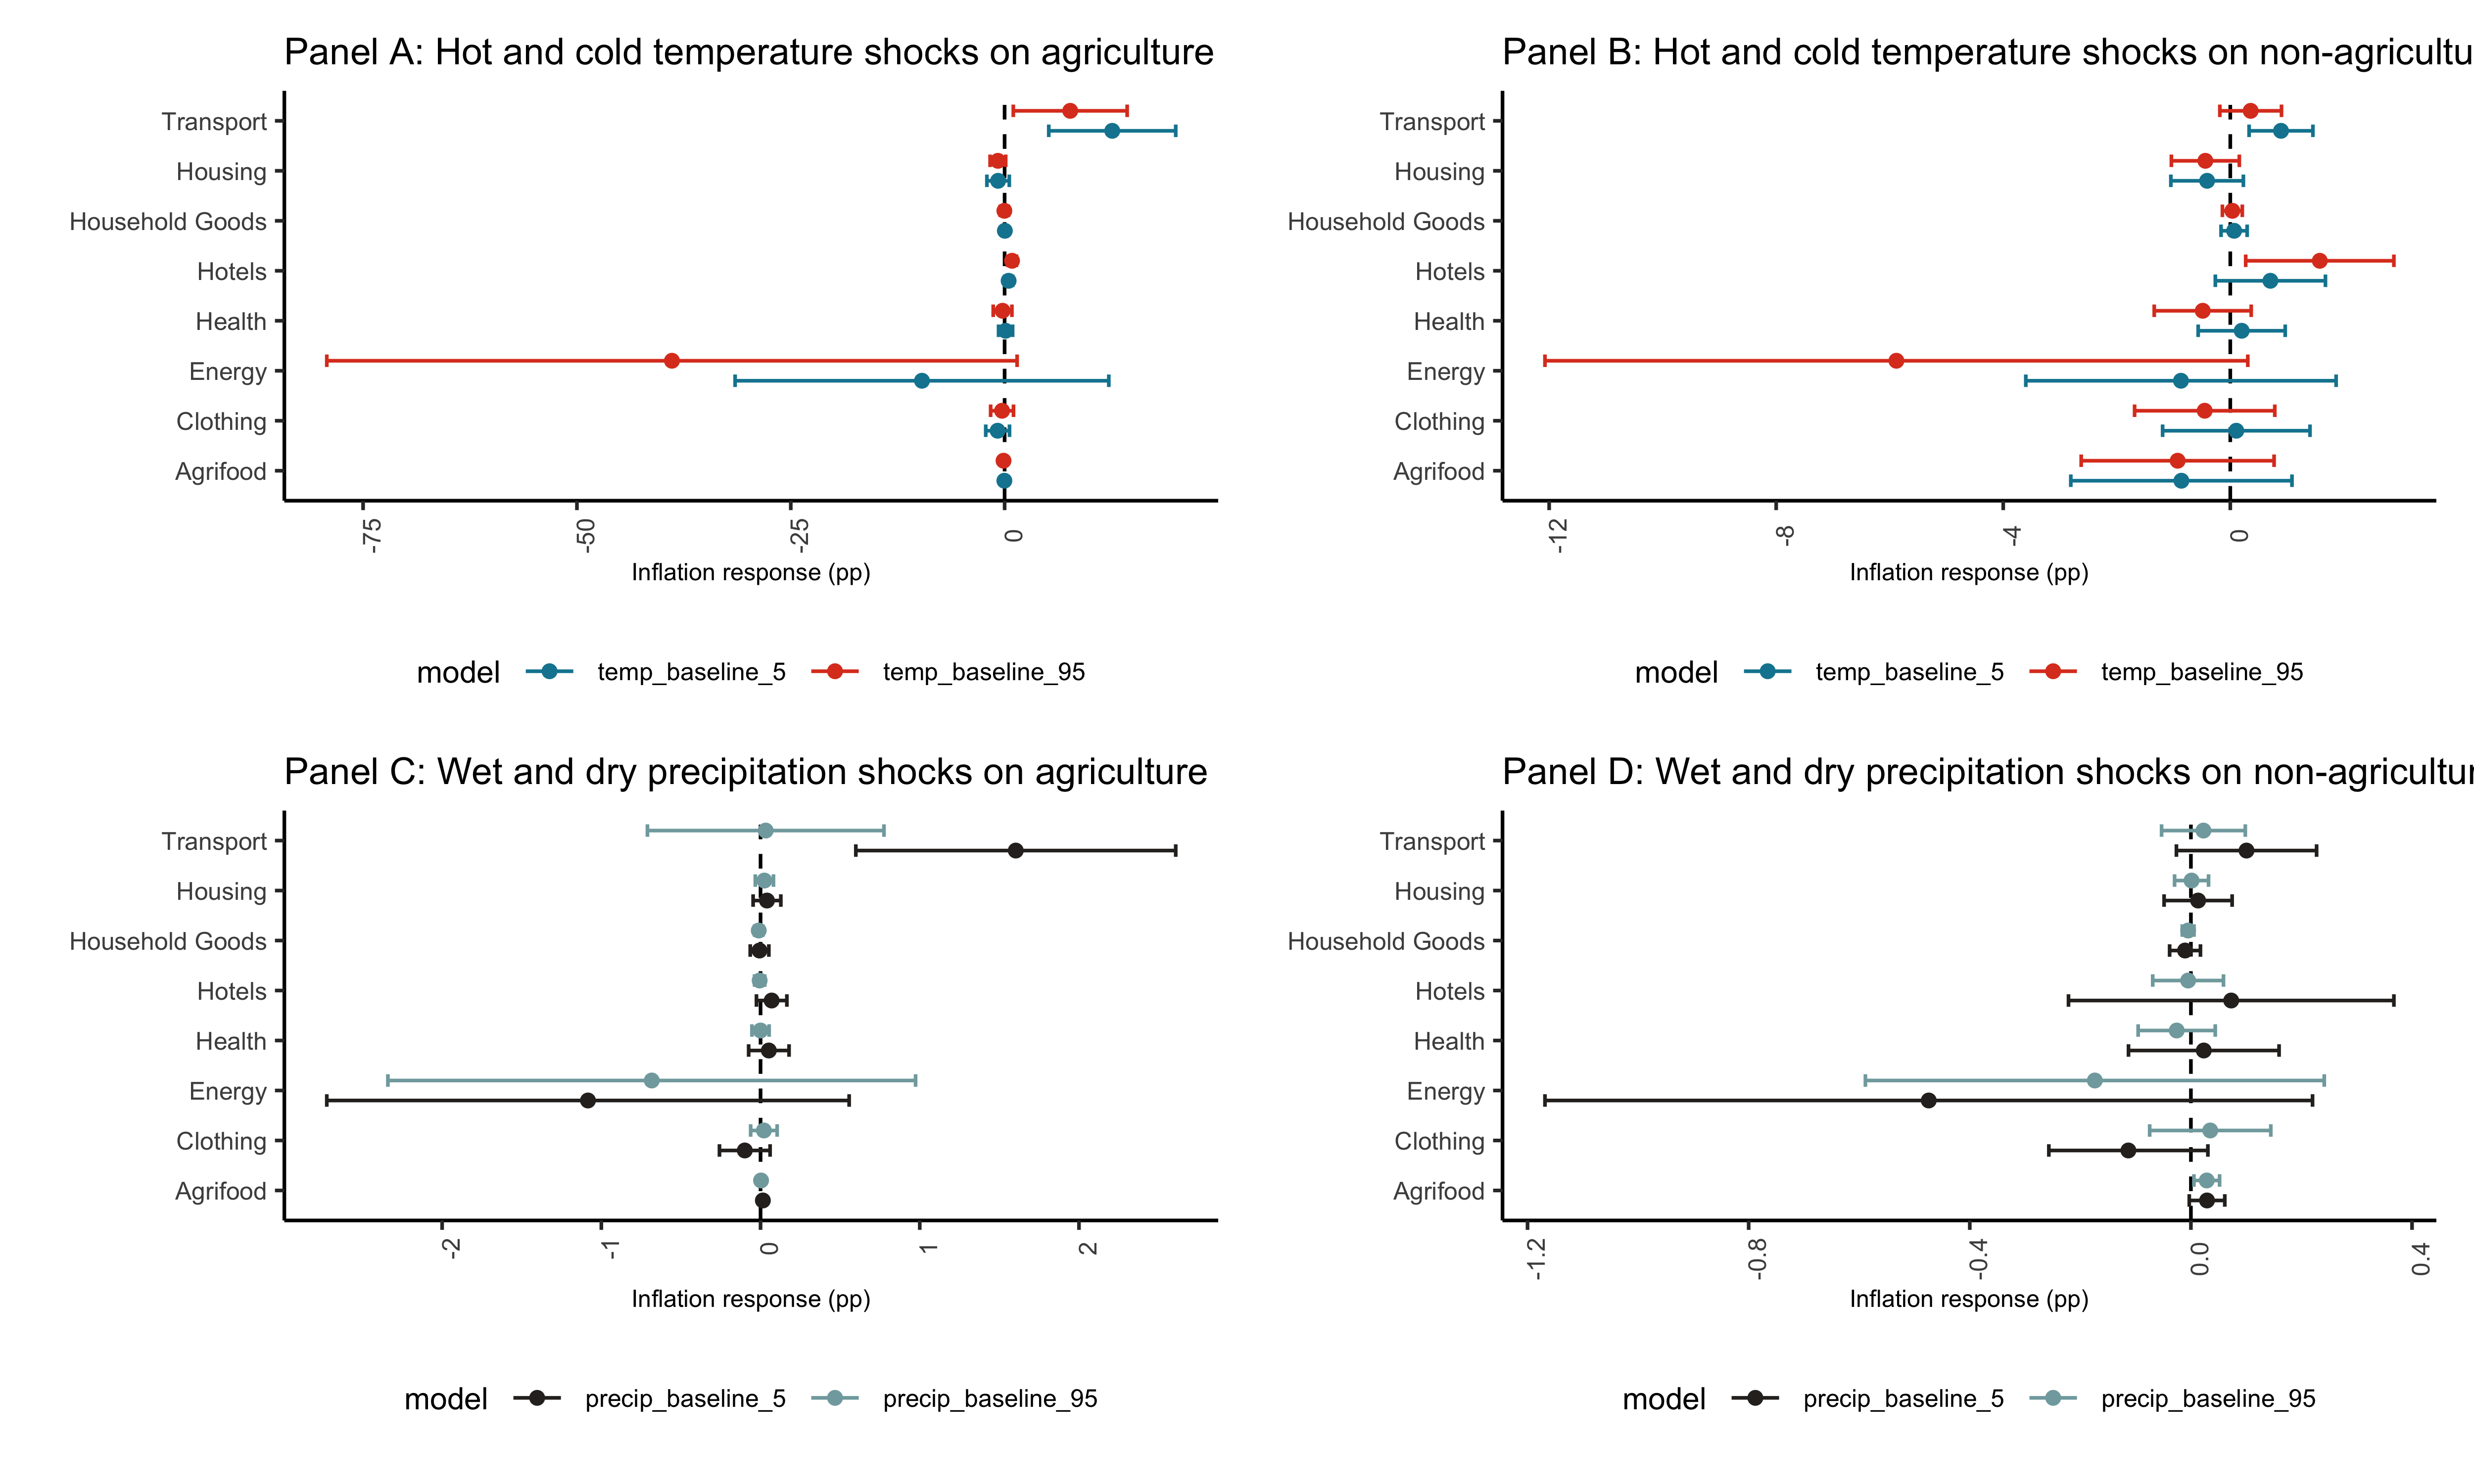 Panel A: Hot and cold temperature shocks on agriculture
Transport
Housing
Household Goods
Hotels
Health
Energy
Clothing
Agrifood
-75
-50
-25
0
Inflation response (pp)
model temp_baseline_5 temp_baseline_95
Panel B: Hot and cold temperature shocks on non-agricultu
Transport
Housing
Household Goods
Hotels
Health
Energy
Clothing
Agrifood
-12
-8
-4
0
Inflation response (pp)
model temp_baseline_5 temp_baseline_95
Panel C: Wet and dry precipitation shocks on agriculture
Transport
Housing
Household Goods
Hotels
Health
Energy
Clothing
Agrifood
-2
-1
0
1
2
Inflation response (pp)
model precip_baseline_5 precip_baseline_95
Panel D: Wet and dry precipitation shocks on non-agricultur
Transport
Housing
Household Goods
Hotels
Health
Energy
Clothing
Agrifood
-1.2
-0.8
-0.4
0.0
0.4
Inflation response (pp)
model precip_baseline_5 precip_baseline_95